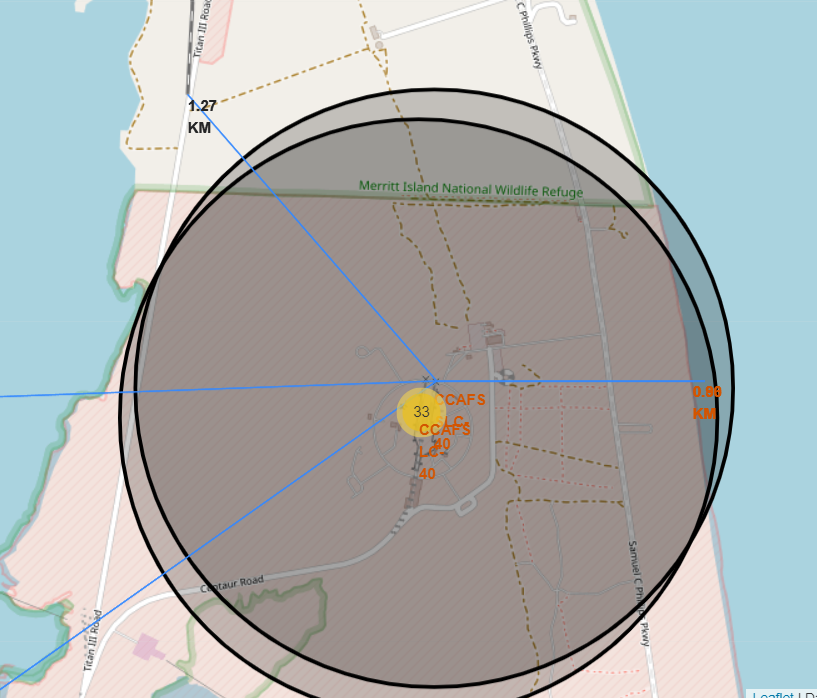 Titan III Road
C Phillips Pkwy
1.27
KM
Merritt Island National Wildlife Refuge
KM
33
CCAFS
LC-
40
CCAFS
LC-
40
Centaur Road
Titan III Road
Samuel C Phillips Pkwy
Leaflet | D